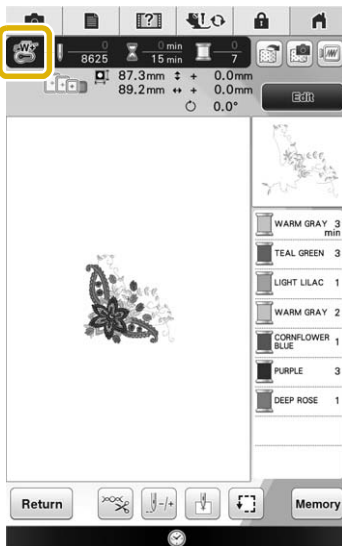 [?]
W+
0 0 min 0
8625 15 min 7
87.3mm + 0.0mm
89.2mm + 0.0mm
0.0°
Edit
WARM GRAY 3
min
TEAL GREEN 3
LIGHT LILAC 1
WARM GRAY 2
CORNFLOWER
BLUE 1
PURPLE 3
DEEP ROSE 1
Return
-/+
Memory